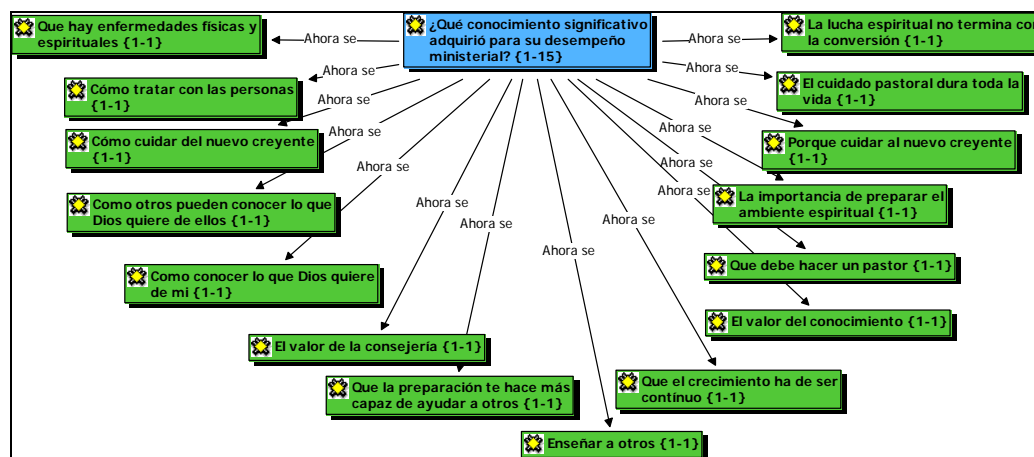 Que hay enfermedades físicas y
espirituales {1-1}
¿Qué conocimiento significativo
adquirió para su desempeño
ministerial? {1-15}
La lucha espiritual no termina con
la conversión {1-1}
Ahora se
Ahora se
Ahora se
Ahora se
Cómo tratar con las personas
{1-1}
El cuidado pastoral dura toda la
vida {1-1}
Ahora se
Ahora se
Cómo cuidar del nuevo creyente
{1-1}
Ahora se
Porque cuidar al nuevo creyente
{1-1}
Ahora se
Ahora se
Ahora se
Como otros pueden conocer lo que
Dios quiere de ellos {1-1}
La importancia de preparar el
ambiente espiritual {1-1}
Ahora se
Ahora se
Ahora se
Ahora se
Ahora se
Como conocer lo que Dios quiere
de mi {1-1}
Que debe hacer un pastor {1-1}
El valor del conocimiento {1-1}
El valor de la consejería {1-1}
Que la preparación te hace más
capaz de ayudar a otros {1-1}
Que el crecimiento ha de ser
contínuo {1-1}
Enseñar a otros {1-1}